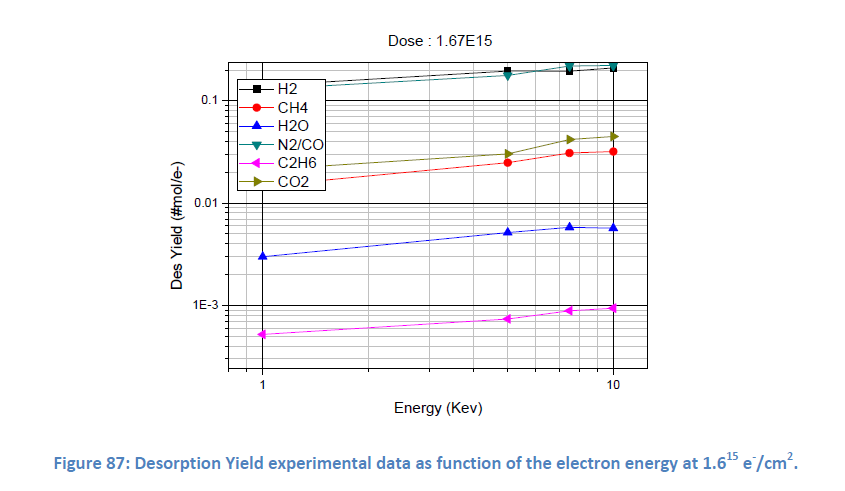 Dose : 1.67E15
H2
CH4
H2O
N2/CO
C2H6
CO2
0.1
0.01
1E-3
Des Yield (#mol/e-)
1
10
Energy (Kev)
Figure 87: Desorption Yield experimental data as function of the electron energy at 1.6¹⁵ e⁻/cm².